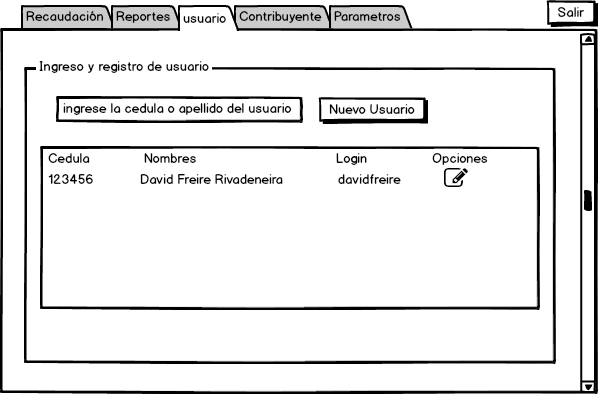 Recaudación Reportes usuario Contribuyente Parametros Salir
Ingreso y registro de usuario
ingrese la cedula o apellido del usuario Nuevo Usuario
Cedula Nombres Login Opciones
123456 David Freire Rivadeneira davidfreire